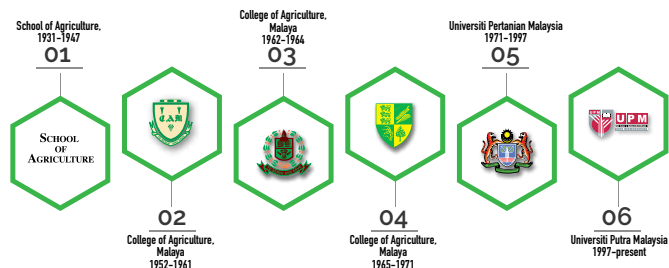 School of Agriculture,
1931-1947
01
SCHOOL
OF
AGRICULTURE
C.A.M
02
College of Agriculture,
Malaya
1952-1961
College of Agriculture,
Malaya
1962-1964
03
04
College of Agriculture,
Malaya
1965-1971
Universiti Pertanian Malaysia
1971-1997
05
UPM
06
Universiti Putra Malaysia
1997-present